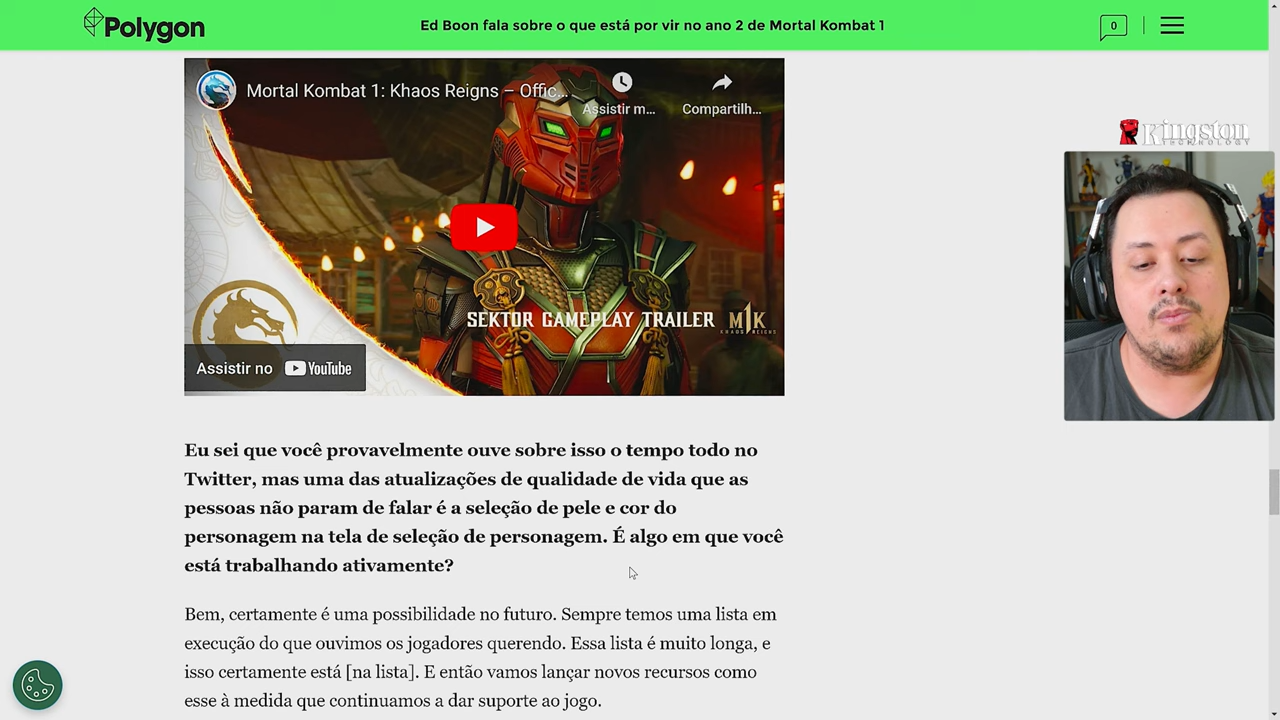 Polygon
Ed Boon fala sobre o que está por vir no ano 2 de Mortal Kombat 1
0
Mortal Kombat 1: Khaos Reigns – Offic...
Assistir m...
Compartilh...
Kingston
TECHNOLOGY
SEKTOR GAMEPLAY TRAILER
M1K
KHAOS REIGNS
Assistir no YouTube
Eu sei que você provavelmente ouve sobre isso o tempo todo no
Twitter, mas uma das atualizações de qualidade de vida que as
pessoas não param de falar é a seleção de pele e cor do
personagem na tela de seleção de personagem. É algo em que você
está trabalhando ativamente?
Bem, certamente é uma possibilidade no futuro. Sempre temos uma lista em
execução do que ouvimos os jogadores querendo. Essa lista é muito longa, e
isso certamente está [na lista]. E então vamos lançar novos recursos como
esse à medida que continuamos a dar suporte ao jogo.